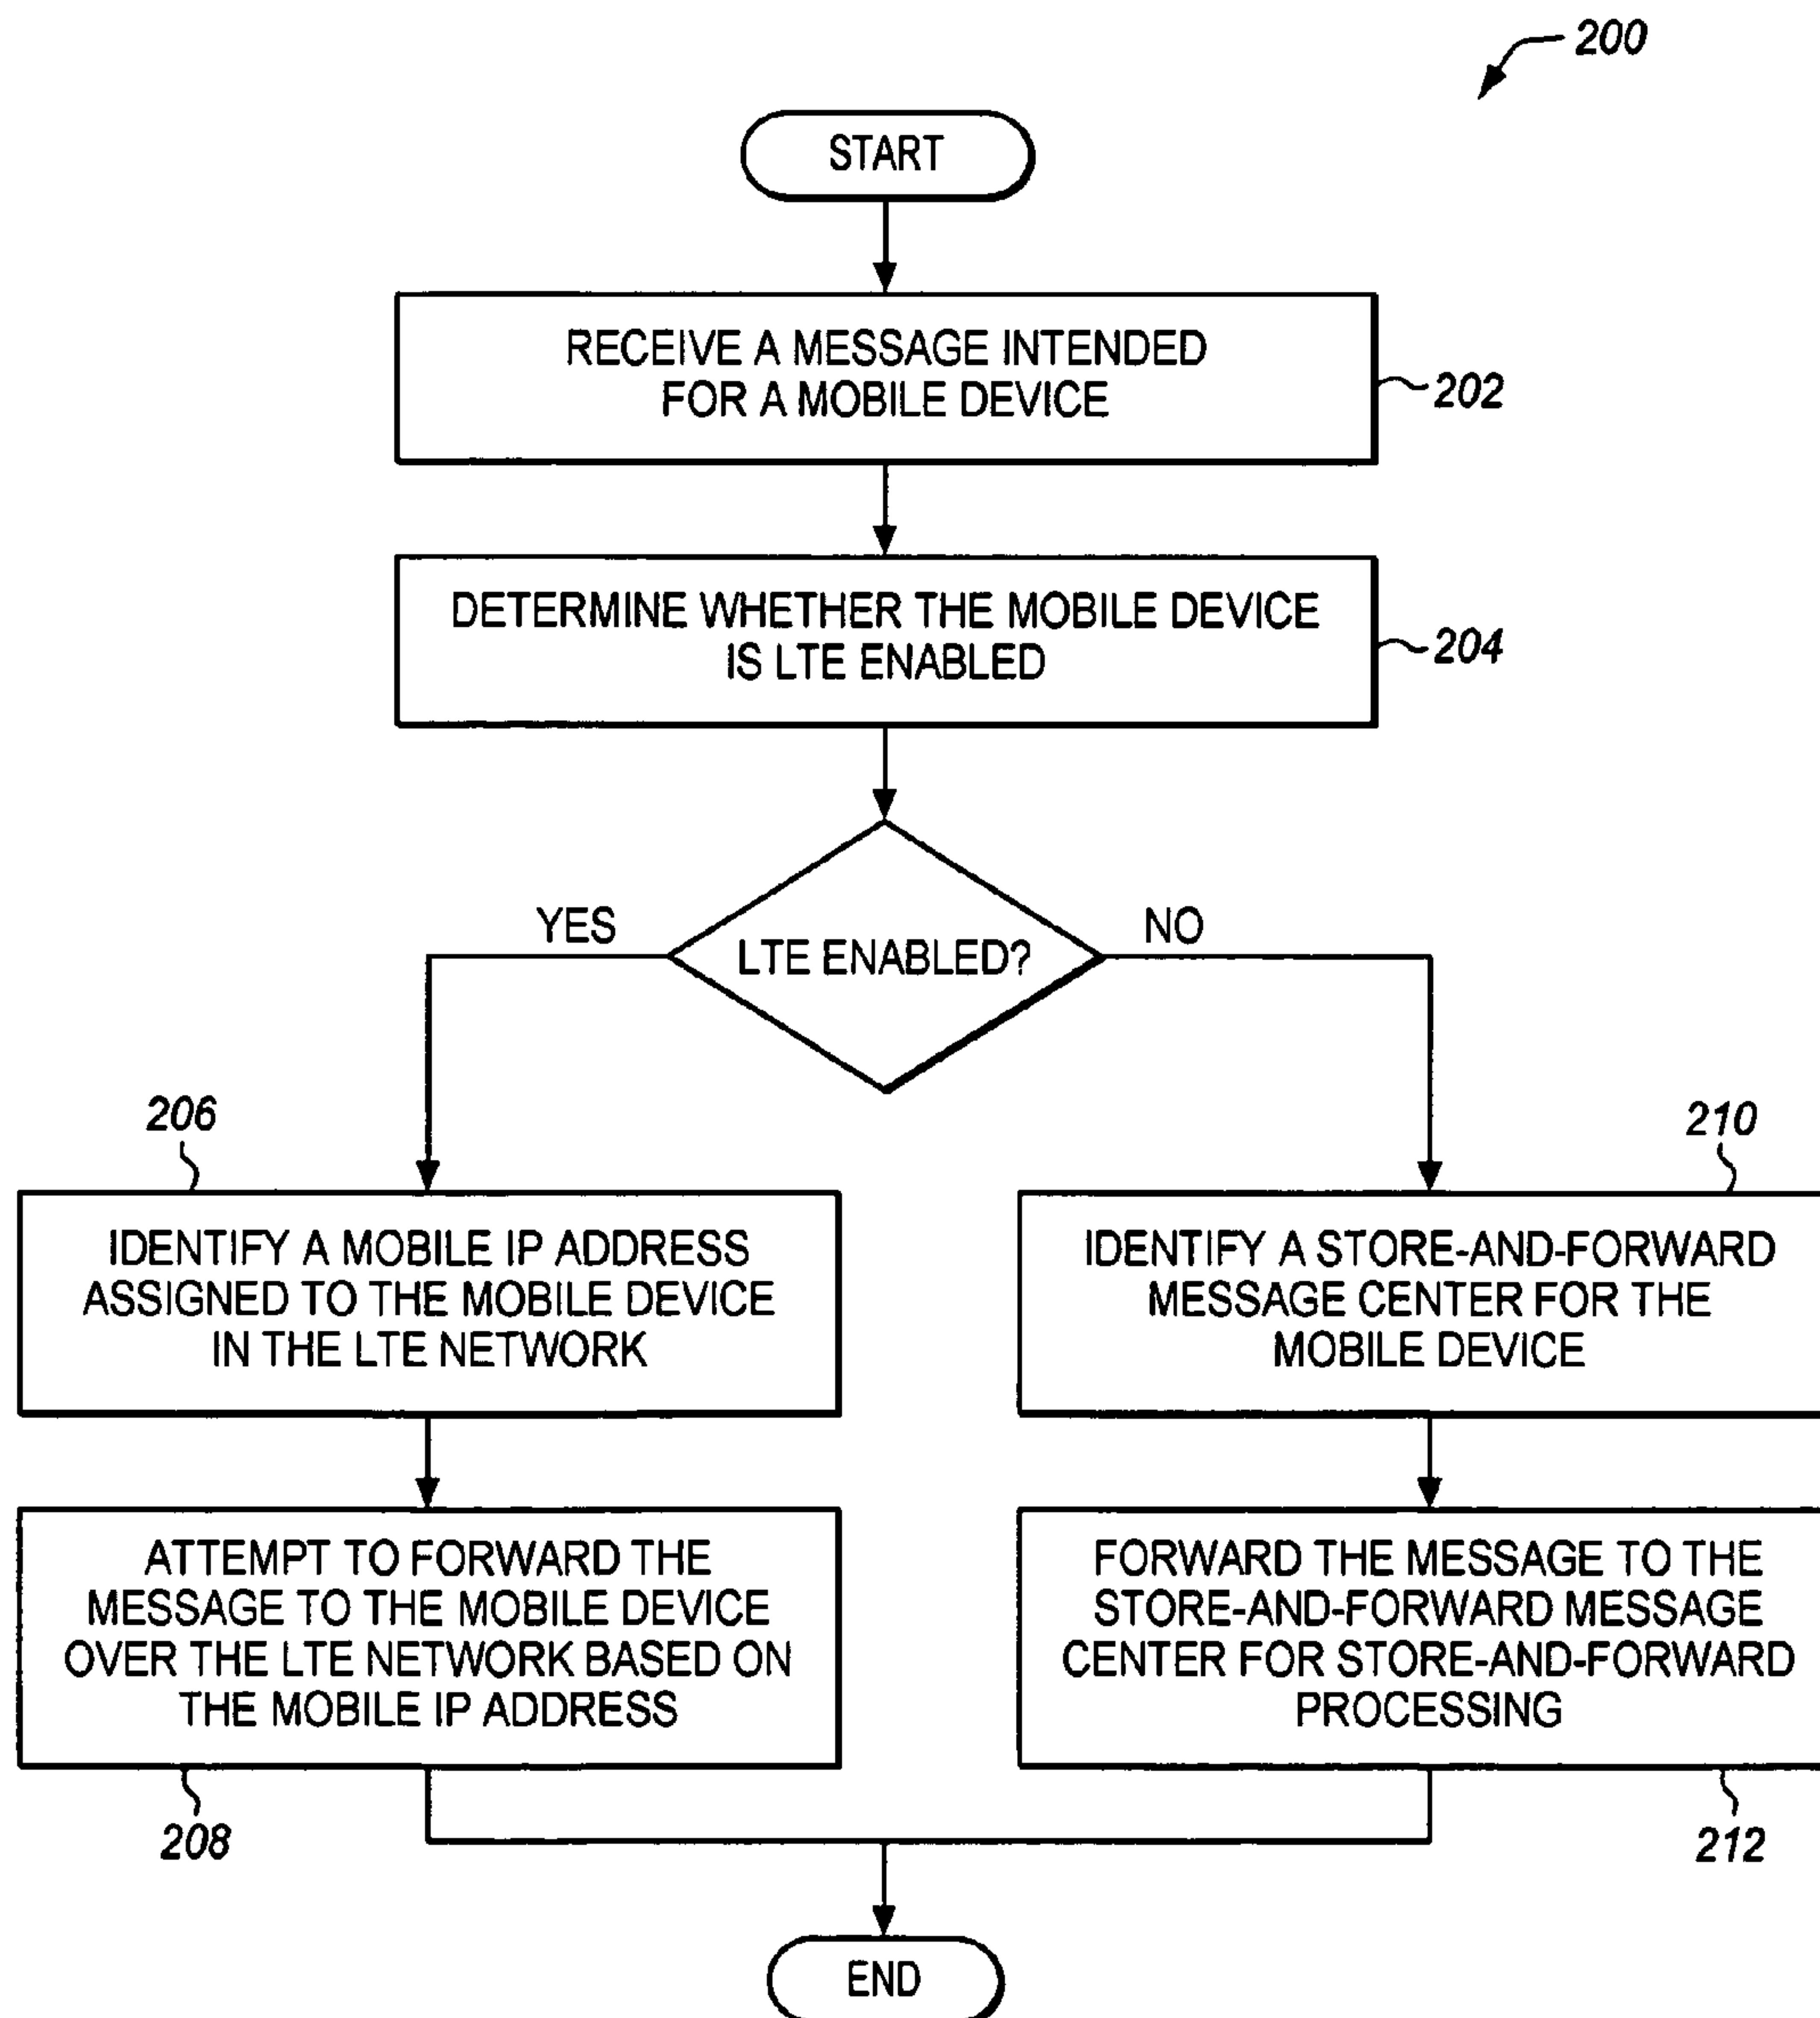 200
START
RECEIVE A MESSAGE INTENDED
FOR A MOBILE DEVICE
202
DETERMINE WHETHER THE MOBILE DEVICE
IS LTE ENABLED
204
YES
LTE ENABLED?
NO
206
IDENTIFY A MOBILE IP ADDRESS
ASSIGNED TO THE MOBILE DEVICE
IN THE LTE NETWORK
210
IDENTIFY A STORE-AND-FORWARD
MESSAGE CENTER FOR THE
MOBILE DEVICE
ATTEMPT TO FORWARD THE
MESSAGE TO THE MOBILE DEVICE
OVER THE LTE NETWORK BASED ON
THE MOBILE IP ADDRESS
208
FORWARD THE MESSAGE TO THE
STORE-AND-FORWARD MESSAGE
CENTER FOR STORE-AND-FORWARD
PROCESSING
212
END